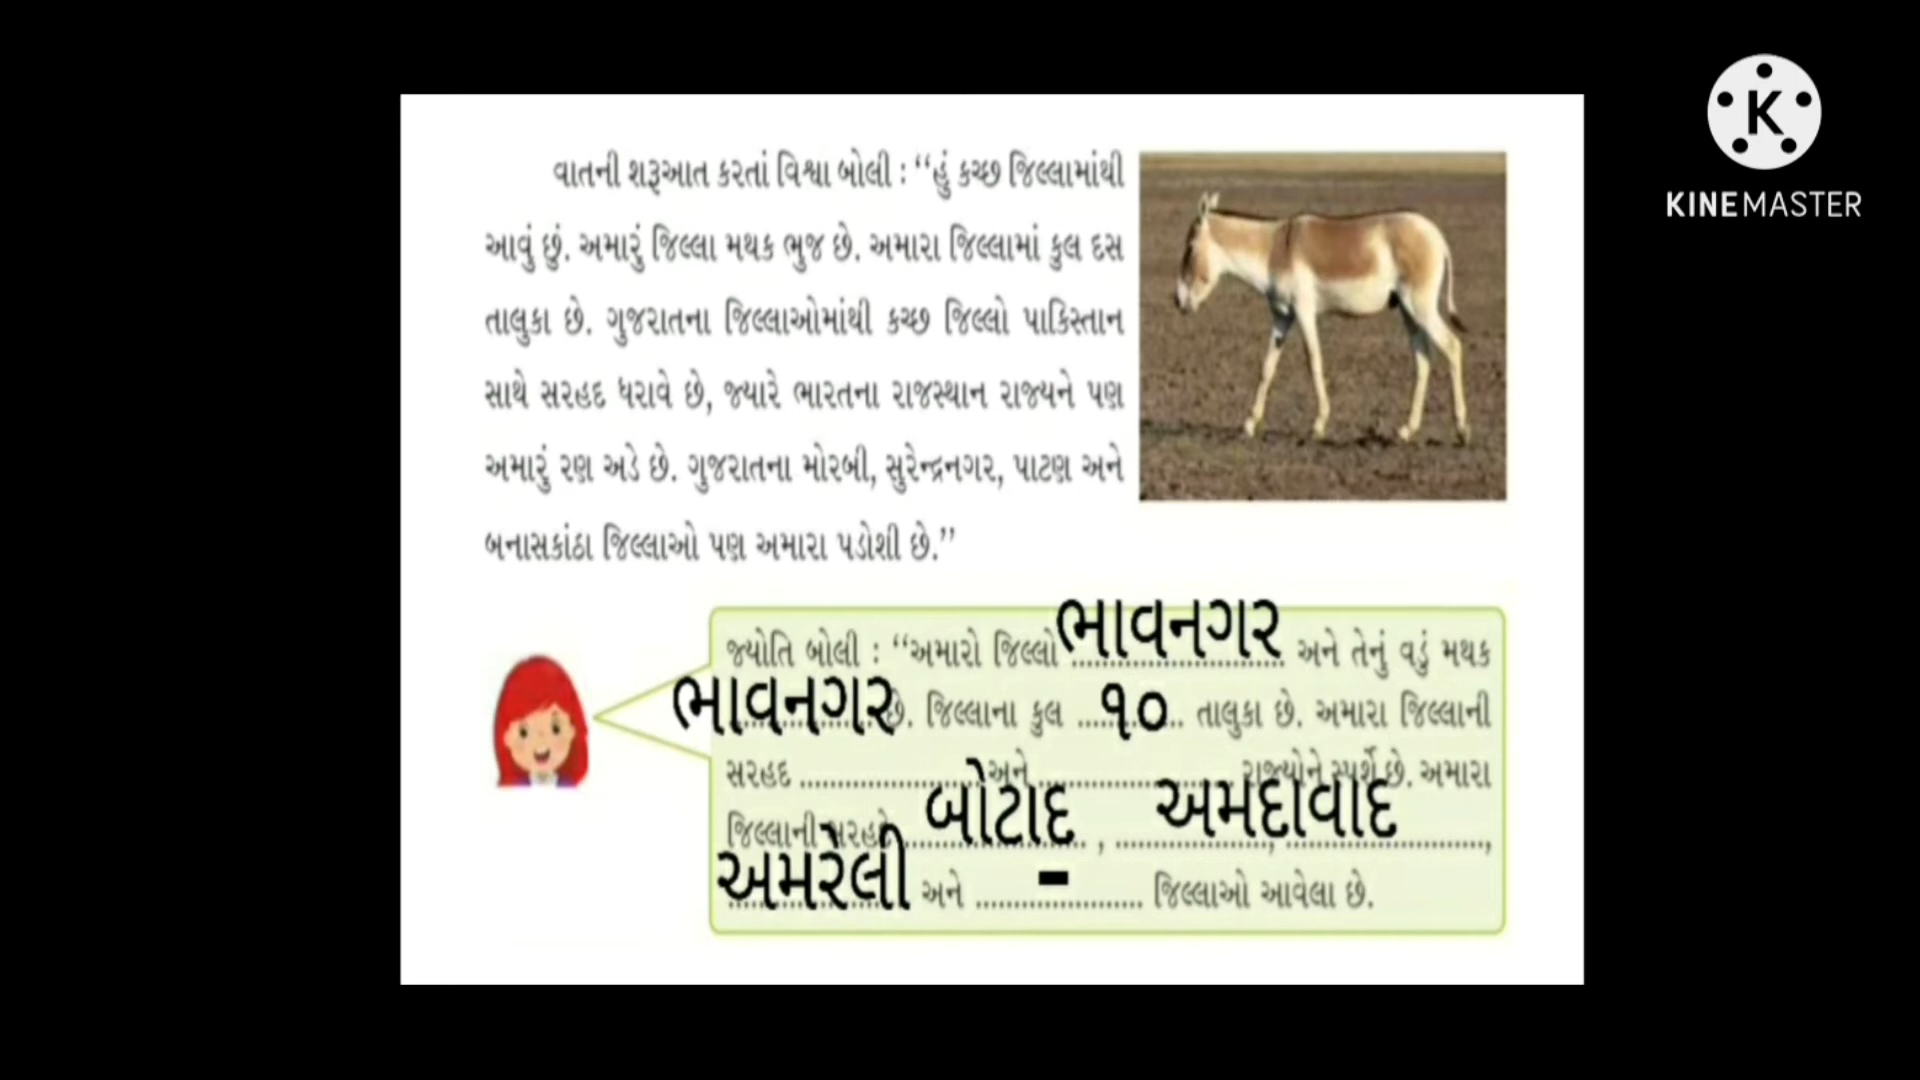 વાતની શરૂઆત કરતાં વિશ્વા બોલી : ‘‘હું કચ્છ જિલ્લામાંથી
આવું છું. અમારું જિલ્લા મથક ભુજ છે. અમારા જિલ્લામાં કુલ દસ
તાલુકા છે. ગુજરાતના જિલ્લાઓમાંથી કચ્છ જિલ્લો પાકિસ્તાન
સાથે સરહદ ધરાવે છે, જ્યારે ભારતના રાજસ્થાન રાજ્યને પણ
અમારું રણ અડે છે. ગુજરાતના મોરબી, સુરેન્દ્રનગર, પાટણ અને
બનાસકાંઠા જિલ્લાઓ પણ અમારા પડોશી છે.’’
જ્યોતિ બોલી : ‘‘અમારો જિલ્લો ભાવનગર અને તેનું વડું મથક
ભાવનગર છે. જિલ્લાના કુલ ૧૦ તાલુકા છે. અમારા જિલ્લાની
સરહદ .................... અને .................... રાજ્યોને સ્પર્શે છે. અમારા
જિલ્લાની સરહદે બોટાદ , અમદાવાદ, ....................,
અમરેલી અને - જિલ્લાઓ આવેલા છે.
K
KINEMASTER